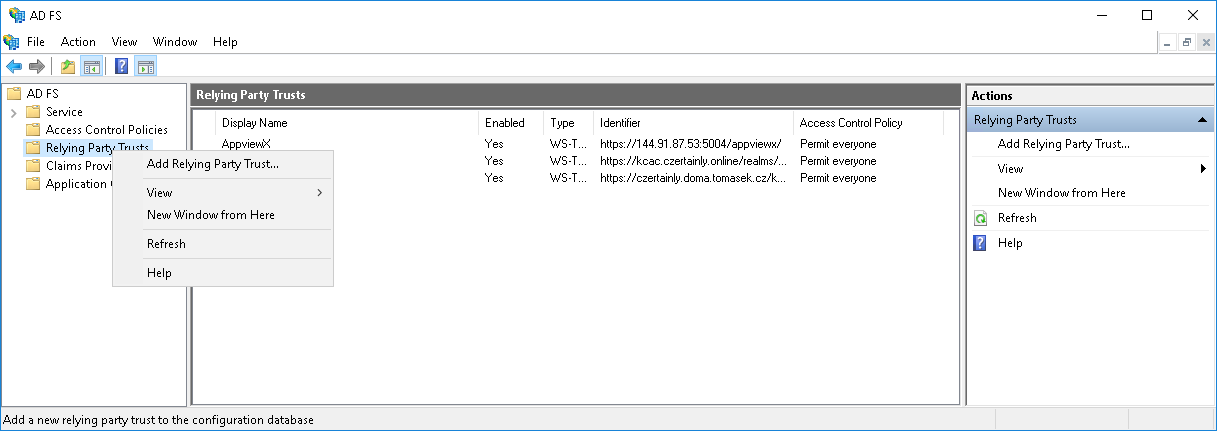 AD FS
File Action View Window Help
AD FS
Service
Access Control Policies
Relying Party Trusts
Claims Provi
Application
Add Relying Party Trust...
View
New Window from Here
Refresh
Help
Relying Party Trusts
Display Name Enabled Type Identifier Access Control Policy
AppviewX Yes WS-T... https://144.91.87.53:5004/appviewx/ Permit everyone
Yes WS-T... https://kcac.czertainly.online/realms/... Permit everyone
Yes WS-T... https://czertainly.doma.tomasek.cz/k... Permit everyone
Actions
Relying Party Trusts
Add Relying Party Trust...
View
New Window from Here
Refresh
Help
Add a new relying party trust to the configuration database